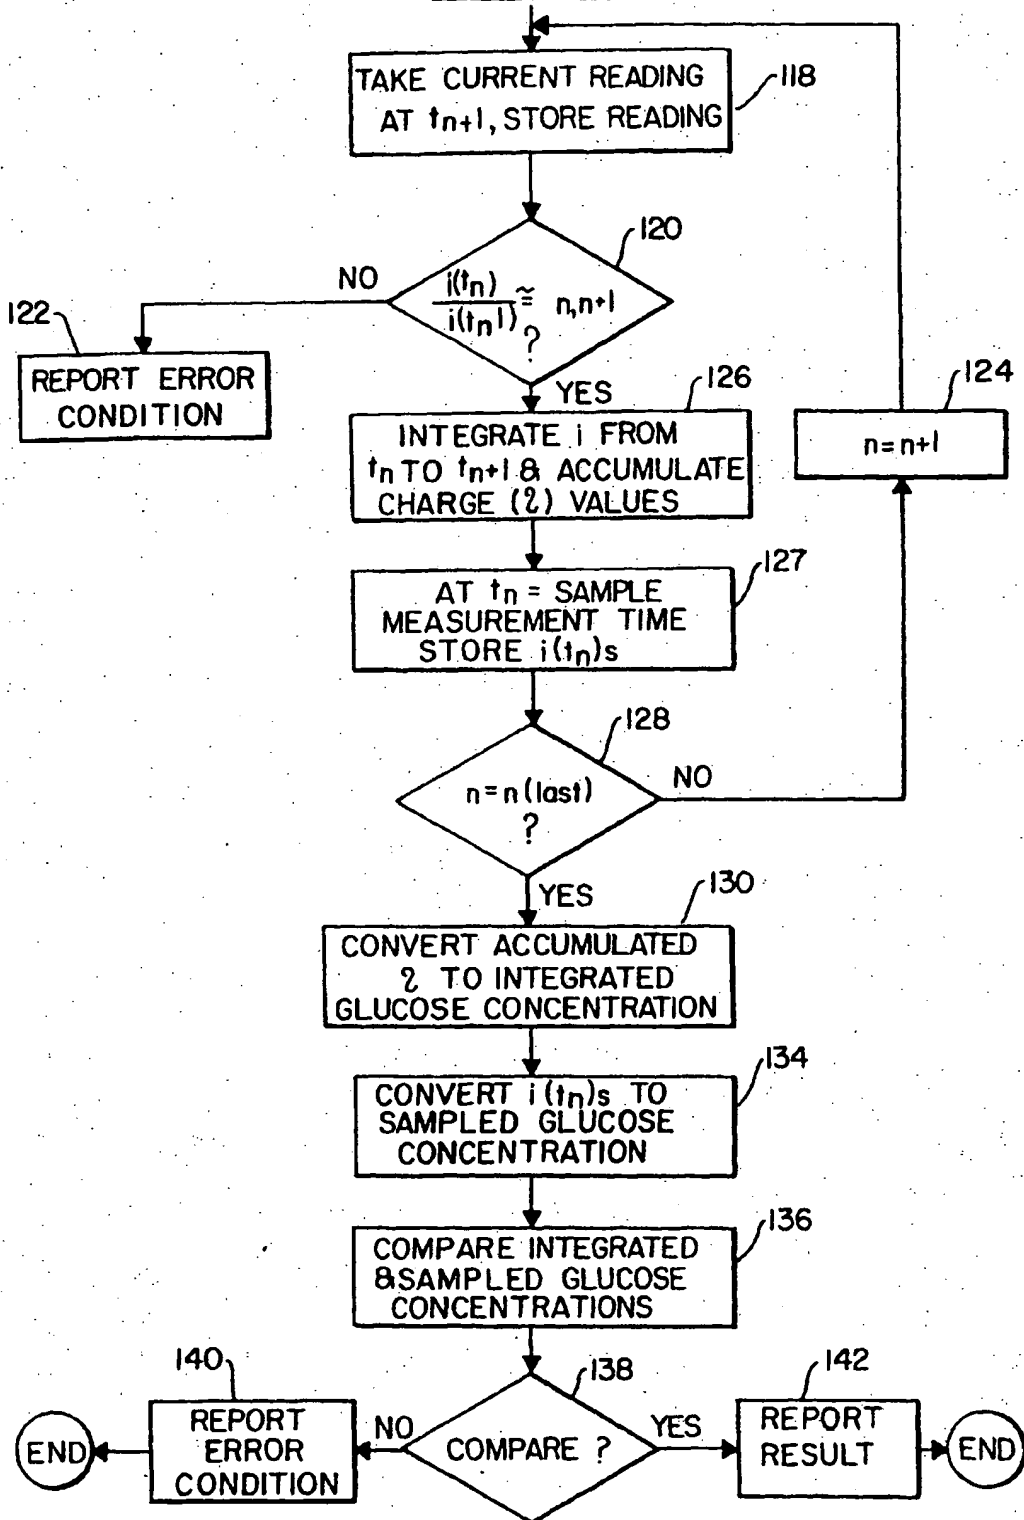 TAKE CURRENT READING
AT tn+1, STORE READING
118
120
NO
i(tn)
i(tn1)
≅ n,n+1
?
122
REPORT ERROR
CONDITION
YES
126
124
INTEGRATE i FROM
tn TO tn+1 & ACCUMULATE
CHARGE (q) VALUES
n=n+1
127
AT tn = SAMPLE
MEASUREMENT TIME
STORE i(tn)s
128
n=n(last)
?
NO
YES
130
CONVERT ACCUMULATED
q TO INTEGRATED
GLUCOSE CONCENTRATION
134
CONVERT i(tn)s TO
SAMPLED GLUCOSE
CONCENTRATION
136
COMPARE INTEGRATED
&SAMPLED GLUCOSE
CONCENTRATIONS
140
138
142
END
REPORT
ERROR
CONDITION
NO
COMPARE ?
YES
REPORT
RESULT
END